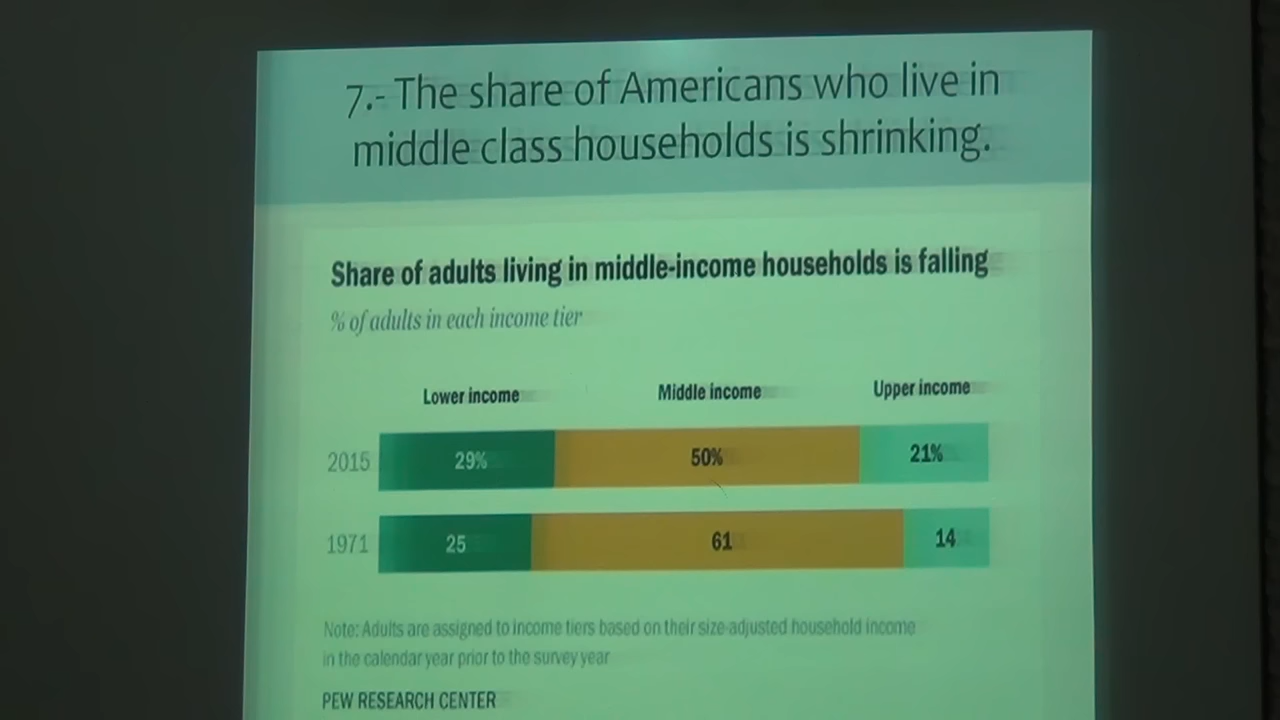 7.- The share of Americans who live in
middle class households is shrinking.
Share of adults living in middle-income households is falling
% of adults in each income tier
Lower income Middle income Upper income
2015 29% 50% 21%
1971 25 61 14
Note: Adults are assigned to income tiers based on their size-adjusted household income
in the calendar year prior to the survey year
PEW RESEARCH CENTER